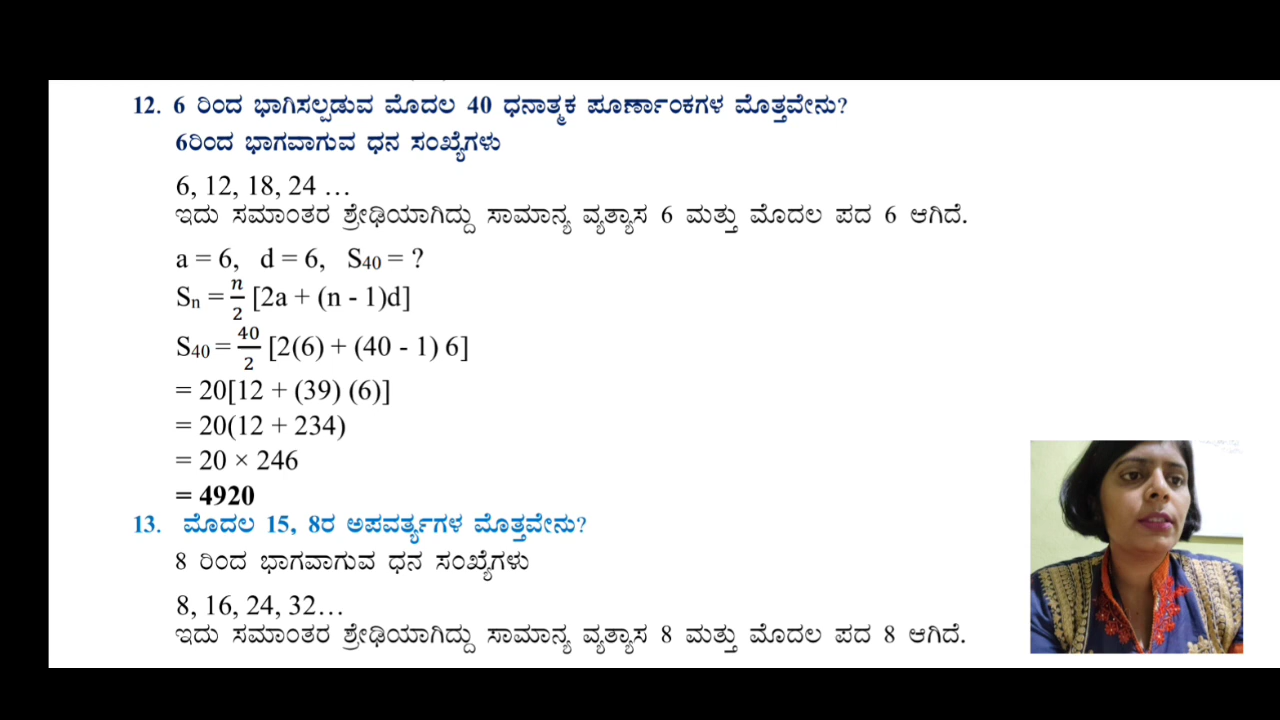 12. 6 ರಿಂದ ಭಾಗಿಸಲ್ಪಡುವ ಮೊದಲ 40 ಧನಾತ್ಮಕ ಪೂರ್ಣಾಂಕಗಳ ಮೊತ್ತವೇನು?
6ರಿಂದ ಭಾಗವಾಗುವ ಧನ ಸಂಖ್ಯೆಗಳು
6, 12, 18, 24 …
ಇದು ಸಮಾಂತರ ಶ್ರೇಢಿಯಾಗಿದ್ದು ಸಾಮಾನ್ಯ ವ್ಯತ್ಯಾಸ 6 ಮತ್ತು ಮೊದಲ ಪದ 6 ಆಗಿದೆ.
a = 6, d = 6, S₄₀ = ?
Sₙ = n/2 [2a + (n - 1)d]
S₄₀ = 40/2 [2(6) + (40 - 1) 6]
= 20[12 + (39) (6)]
= 20(12 + 234)
= 20 × 246
= 4920
13. ಮೊದಲ 15, 8ರ ಅಪವರ್ತ್ಯಗಳ ಮೊತ್ತವೇನು?
8 ರಿಂದ ಭಾಗವಾಗುವ ಧನ ಸಂಖ್ಯೆಗಳು
8, 16, 24, 32…
ಇದು ಸಮಾಂತರ ಶ್ರೇಢಿಯಾಗಿದ್ದು ಸಾಮಾನ್ಯ ವ್ಯತ್ಯಾಸ 8 ಮತ್ತು ಮೊದಲ ಪದ 8 ಆಗಿದೆ.